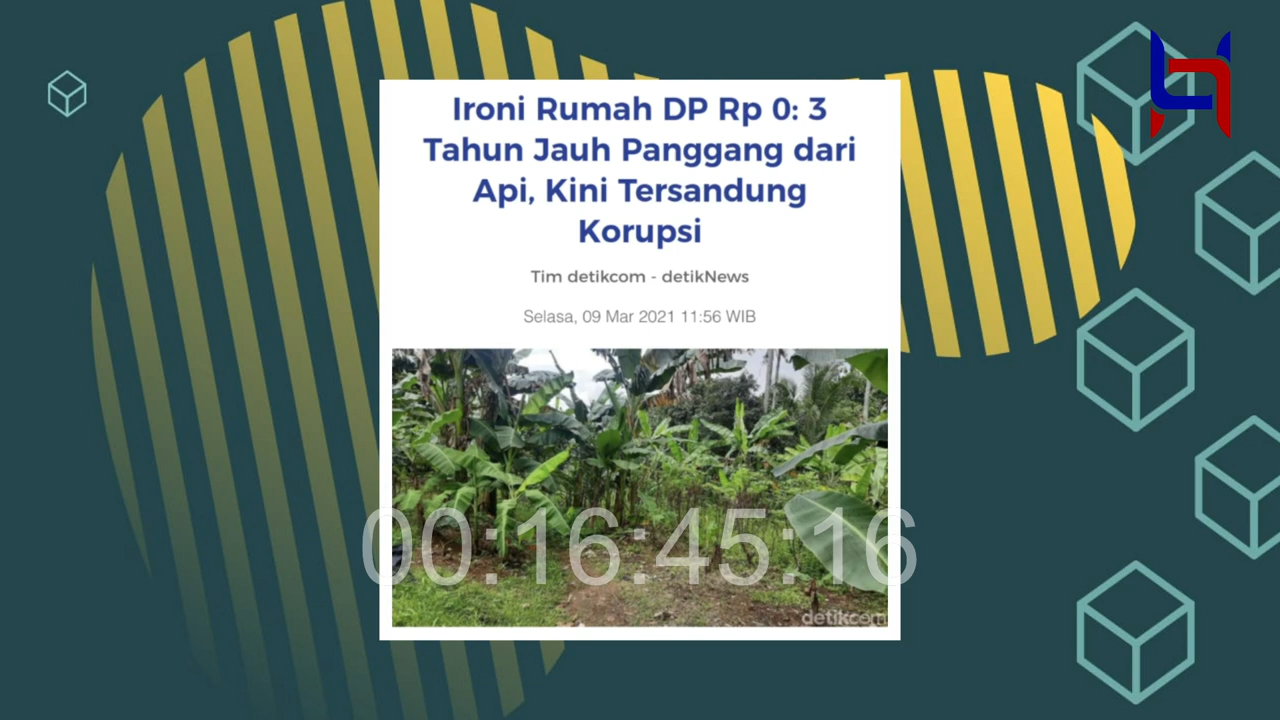 Ironi Rumah DP Rp 0: 3
Tahun Jauh Panggang dari
Api, Kini Tersandung
Korupsi
Tim detikcom - detikNews
Selasa, 09 Mar 2021 11:56 WIB
00:16:45:16
detikcom